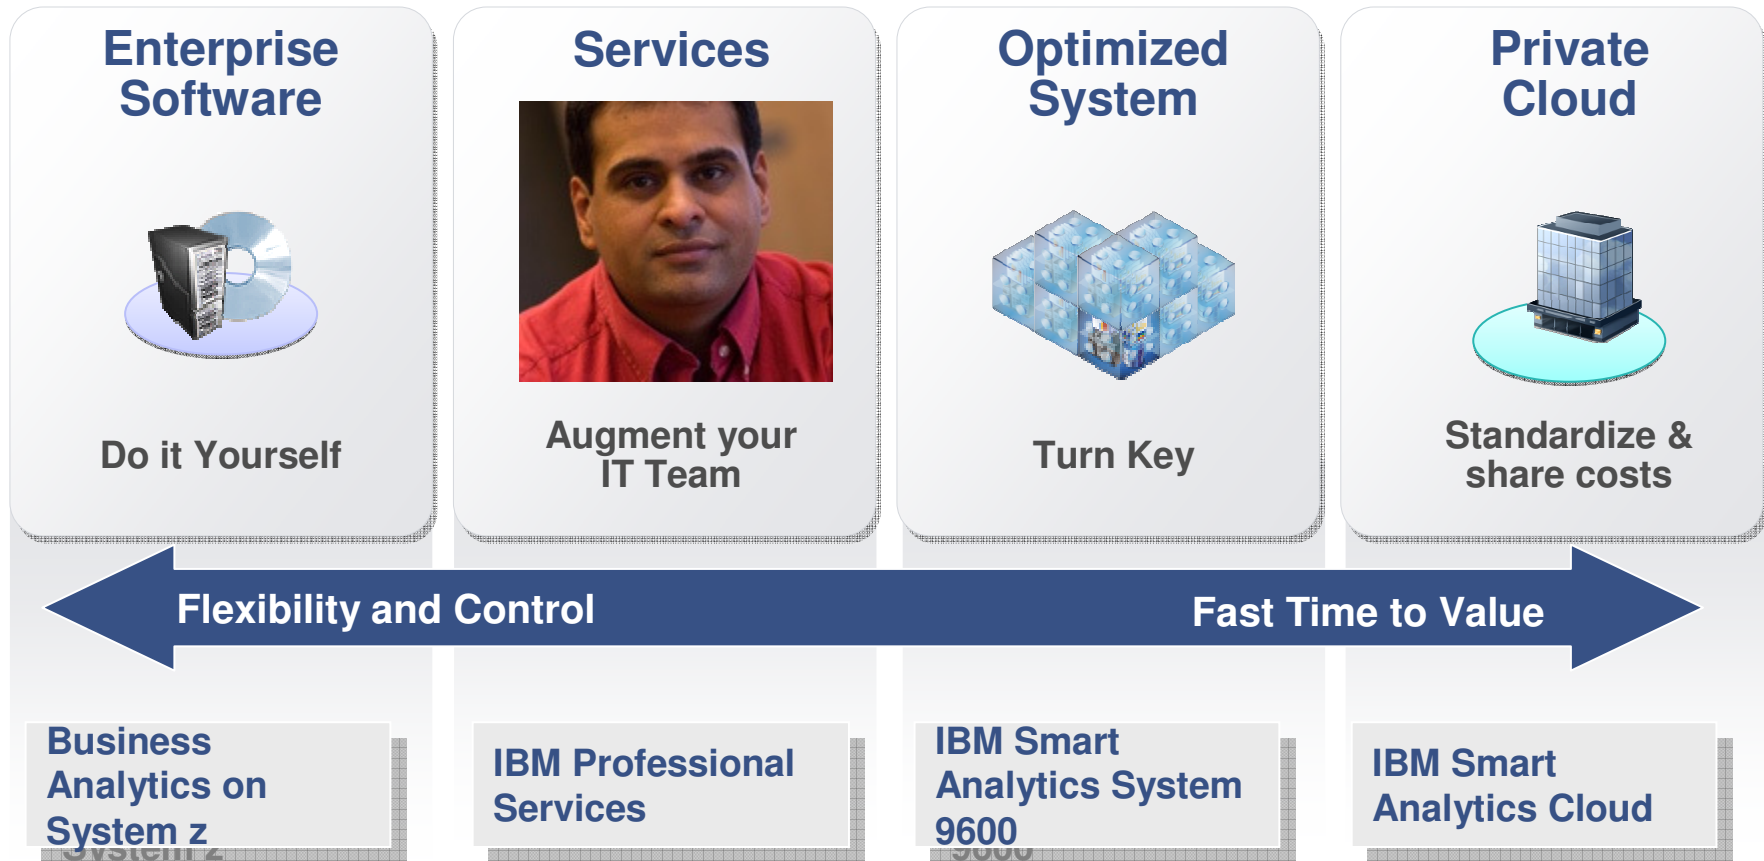 Enterprise
Software
Services
Optimized
System
Private
Cloud
Do it Yourself
Augment your
IT Team
Turn Key
Standardize &
share costs
Flexibility and Control
Fast Time to Value
Business
Analytics on
System z
IBM Professional
Services
IBM Smart
Analytics System
9600
IBM Smart
Analytics Cloud